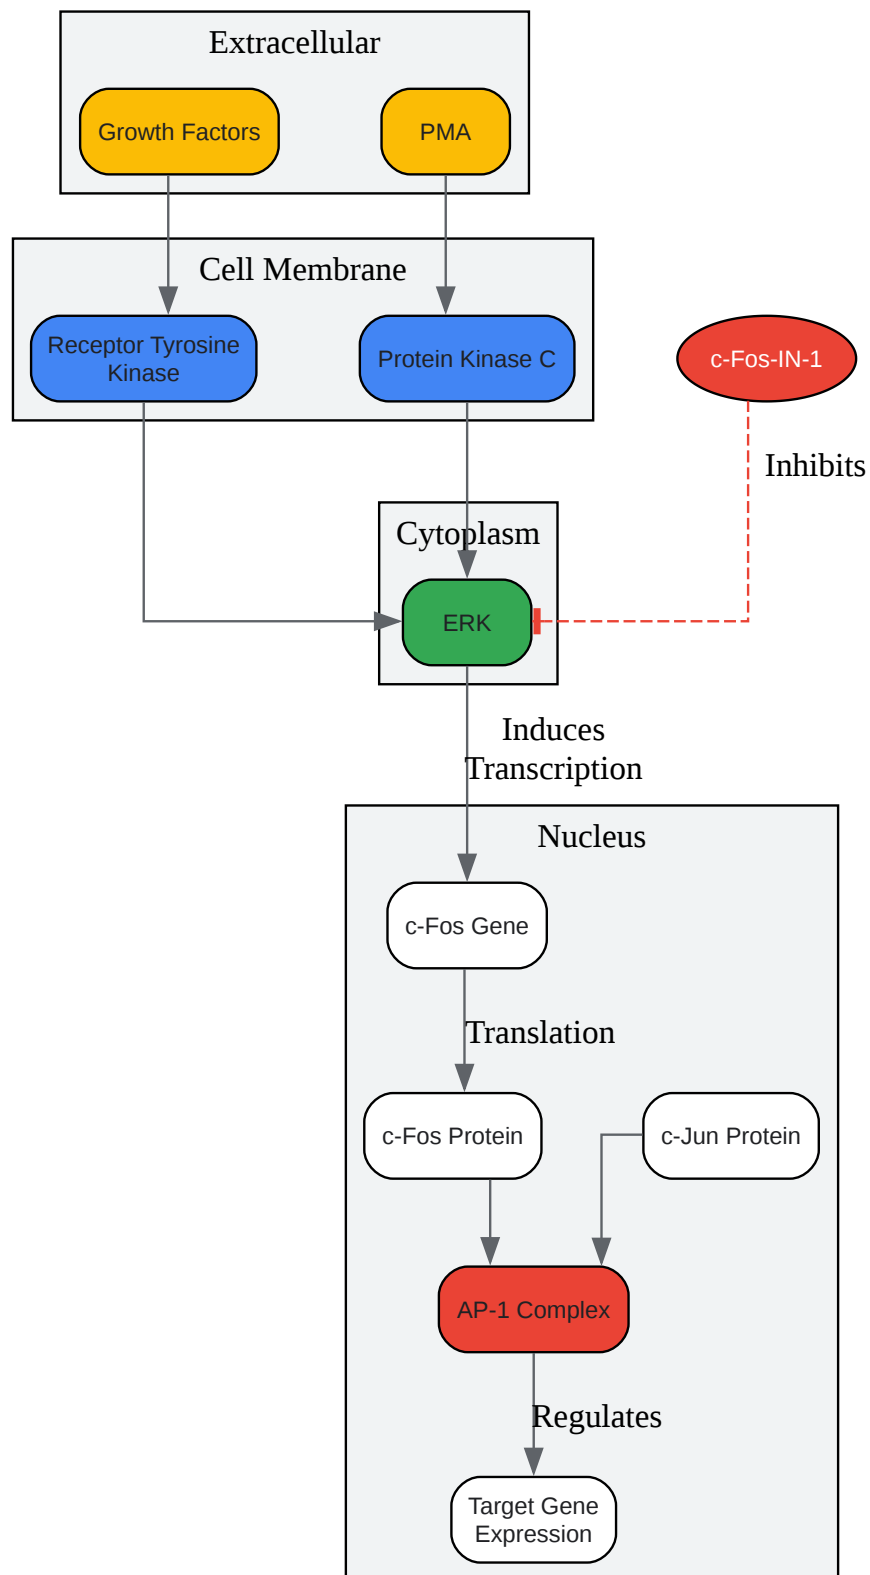 Extracellular
Growth Factors
PMA
Cell Membrane
Receptor Tyrosine
Kinase
Protein Kinase C
c-Fos-IN-1
Inhibits
Cytoplasm
ERK
Induces
Transcription
Nucleus
c-Fos Gene
Translation
c-Fos Protein
c-Jun Protein
AP-1 Complex
Regulates
Target Gene
Expression